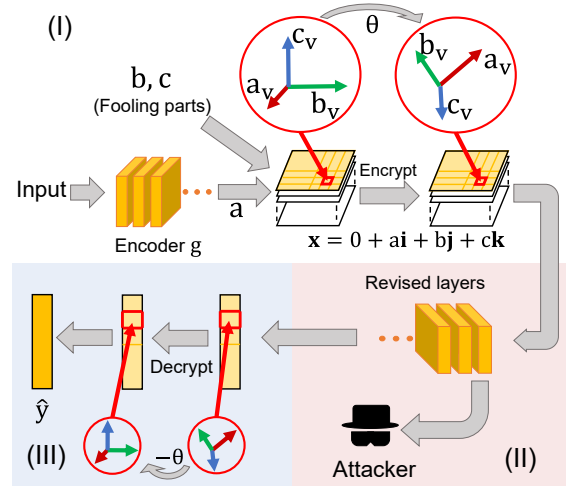 (I)
θ
c_v
a_v
b_v
b_v
a_v
c_v
b, c
(Fooling parts)
Input
a
Encrypt
Encoder g
x = 0 + ai + bj + ck
Revised layers
Decrypt
ŷ
−θ
(III)
Attacker
(II)